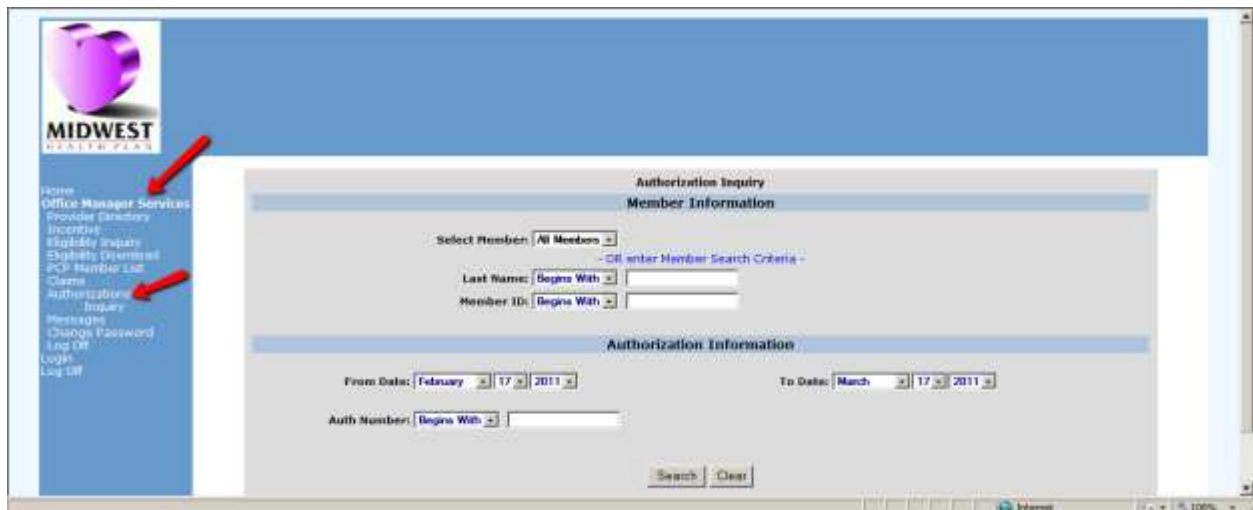 MIDWEST
HEALTH PLAN
Home
Office Manager Services
Provider Directory
Incentive
Eligibility Inquiry
Eligibility Download
PCP Member List
Claims
Authorizations
Inquiry
Messages
Change Password
Log Off
Login
Log Off
Authorization Inquiry
Member Information
Select Member: All Members
- OR enter Member Search Criteria -
Last Name: Begins With
Member ID: Begins With
Authorization Information
From Date: February 17 2011 To Date: March 17 2011
Auth Number: Begins With
Search Clear
Internet 100%